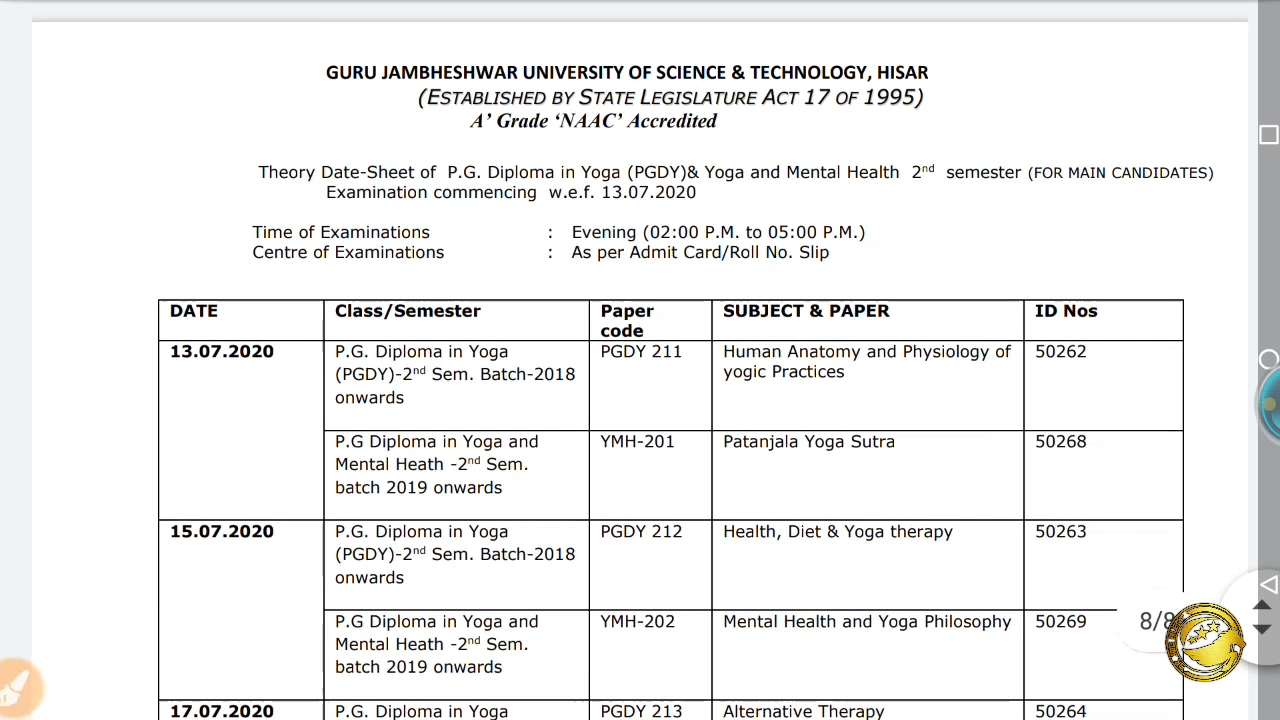 GURU JAMBHESHWAR UNIVERSITY OF SCIENCE & TECHNOLOGY, HISAR
(ESTABLISHED BY STATE LEGISLATURE ACT 17 OF 1995)
A’ Grade ‘NAAC’ Accredited
Theory Date-Sheet of P.G. Diploma in Yoga (PGDY)& Yoga and Mental Health 2nd semester (FOR MAIN CANDIDATES)
Examination commencing w.e.f. 13.07.2020
Time of Examinations : Evening (02:00 P.M. to 05:00 P.M.)
Centre of Examinations : As per Admit Card/Roll No. Slip
DATE Class/Semester Paper code SUBJECT & PAPER ID Nos
13.07.2020 P.G. Diploma in Yoga PGDY 211 Human Anatomy and Physiology of 50262
(PGDY)-2nd Sem. Batch-2018 yogic Practices
onwards
P.G Diploma in Yoga and YMH-201 Patanjala Yoga Sutra 50268
Mental Heath -2nd Sem.
batch 2019 onwards
15.07.2020 P.G. Diploma in Yoga PGDY 212 Health, Diet & Yoga therapy 50263
(PGDY)-2nd Sem. Batch-2018
onwards
P.G Diploma in Yoga and YMH-202 Mental Health and Yoga Philosophy 50269
Mental Heath -2nd Sem.
batch 2019 onwards
17.07.2020 P.G. Diploma in Yoga PGDY 213 Alternative Therapy 50264
8/8